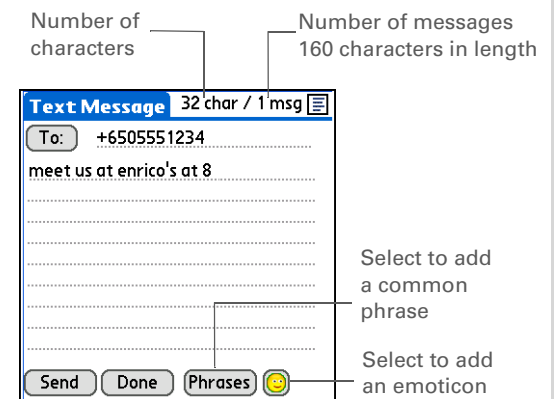 Number of characters
Number of messages
160 characters in length
Text Message 32 char / 1 msg
To: +6505551234
meet us at enrico's at 8
Select to add
a common
phrase
Select to add
an emoticon
Send Done Phrases